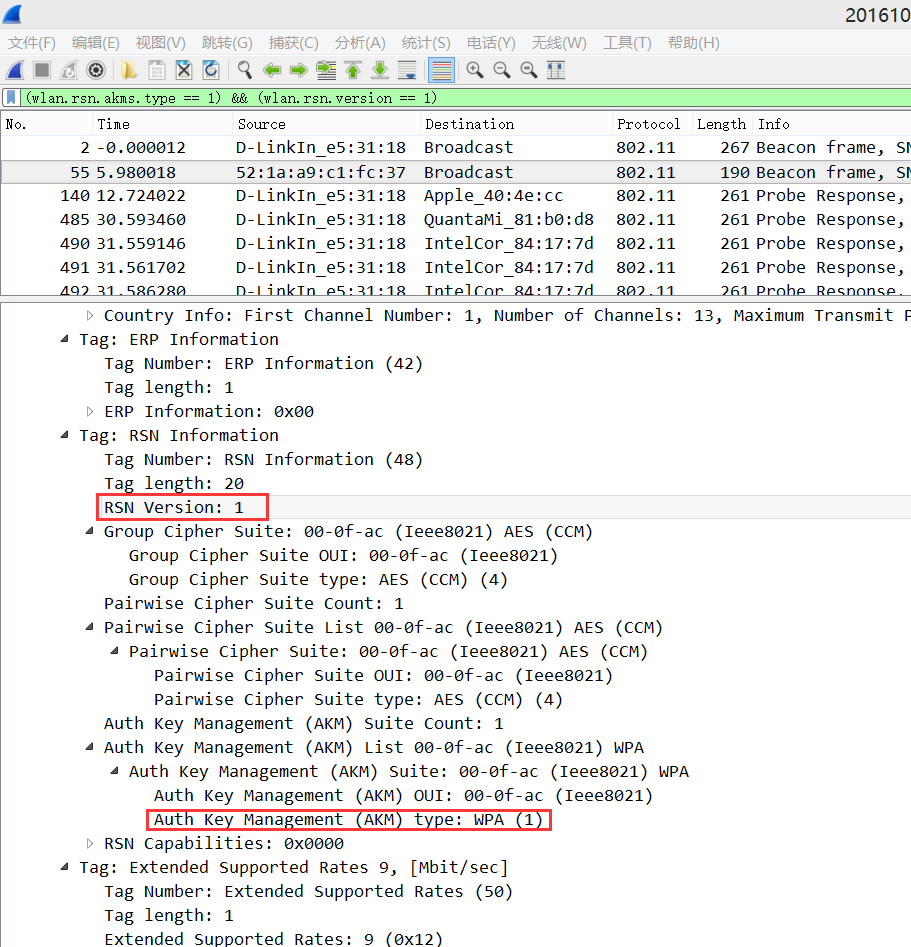 201610
文件(F) 编辑(E) 视图(V) 跳转(G) 捕获(C) 分析(A) 统计(S) 电话(Y) 无线(W) 工具(T) 帮助(H)
(wlan.rsn.akms.type == 1) && (wlan.rsn.version == 1)
No. Time Source Destination Protocol Length Info
2 -0.000012 D-LinkIn_e5:31:18 Broadcast 802.11 267 Beacon frame, SN
55 5.980018 52:1a:a9:c1:fc:37 Broadcast 802.11 190 Beacon frame, SN
140 12.724022 D-LinkIn_e5:31:18 Apple_40:4e:cc 802.11 261 Probe Response,
485 30.593460 D-LinkIn_e5:31:18 QuantaMi_81:b0:d8 802.11 261 Probe Response,
490 31.559146 D-LinkIn_e5:31:18 IntelCor_84:17:7d 802.11 261 Probe Response,
491 31.561702 D-LinkIn_e5:31:18 IntelCor_84:17:7d 802.11 261 Probe Response,
492 31.586280 D-LinkIn_e5:31:18 IntelCor_84:17:7d 802.11 261 Probe Response,
Country Info: First Channel Number: 1, Number of Channels: 13, Maximum Transmit P
Tag: ERP Information
Tag Number: ERP Information (42)
Tag length: 1
ERP Information: 0x00
Tag: RSN Information
Tag Number: RSN Information (48)
Tag length: 20
RSN Version: 1
Group Cipher Suite: 00-0f-ac (Ieee8021) AES (CCM)
Group Cipher Suite OUI: 00-0f-ac (Ieee8021)
Group Cipher Suite type: AES (CCM) (4)
Pairwise Cipher Suite Count: 1
Pairwise Cipher Suite List 00-0f-ac (Ieee8021) AES (CCM)
Pairwise Cipher Suite: 00-0f-ac (Ieee8021) AES (CCM)
Pairwise Cipher Suite OUI: 00-0f-ac (Ieee8021)
Pairwise Cipher Suite type: AES (CCM) (4)
Auth Key Management (AKM) Suite Count: 1
Auth Key Management (AKM) List 00-0f-ac (Ieee8021) WPA
Auth Key Management (AKM) Suite: 00-0f-ac (Ieee8021) WPA
Auth Key Management (AKM) OUI: 00-0f-ac (Ieee8021)
Auth Key Management (AKM) type: WPA (1)
RSN Capabilities: 0x0000
Tag: Extended Supported Rates 9, [Mbit/sec]
Tag Number: Extended Supported Rates (50)
Tag length: 1
Extended Supported Rates: 9 (0x12)